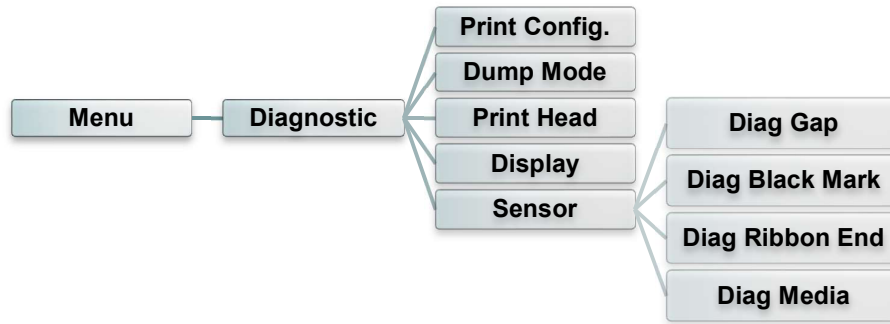 Menu
Diagnostic
Print Config.
Dump Mode
Print Head
Display
Sensor
Diag Gap
Diag Black Mark
Diag Ribbon End
Diag Media